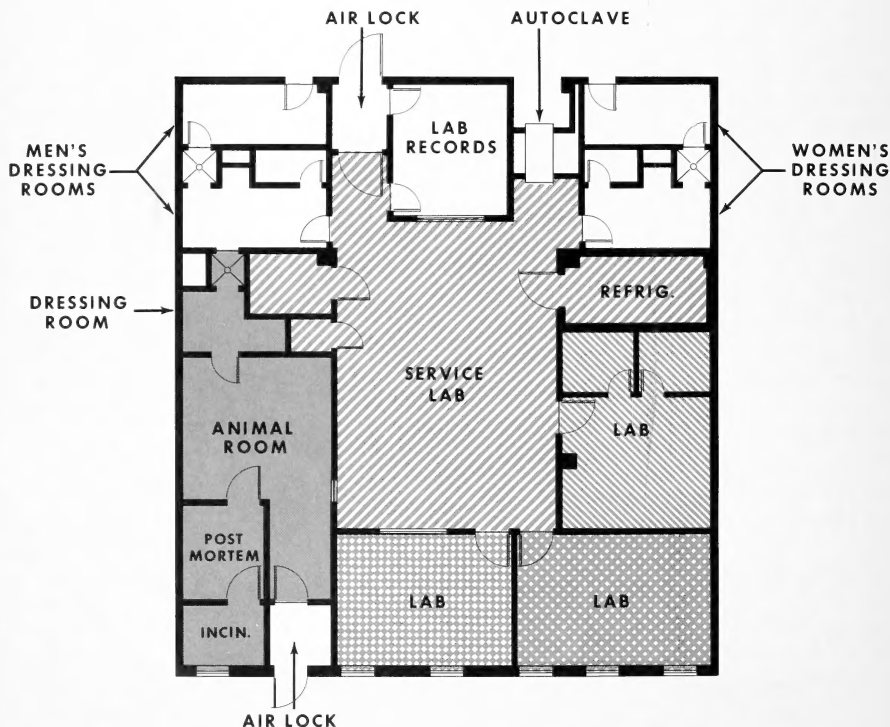 AIR LOCK
AUTOCLAVE
LAB
RECORDS
MEN'S
DRESSING
ROOMS
WOMEN'S
DRESSING
ROOMS
DRESSING
ROOM
REFRIG.
SERVICE
LAB
ANIMAL
ROOM
LAB
POST
MORTEM
LAB
LAB
INCIN.
AIR LOCK